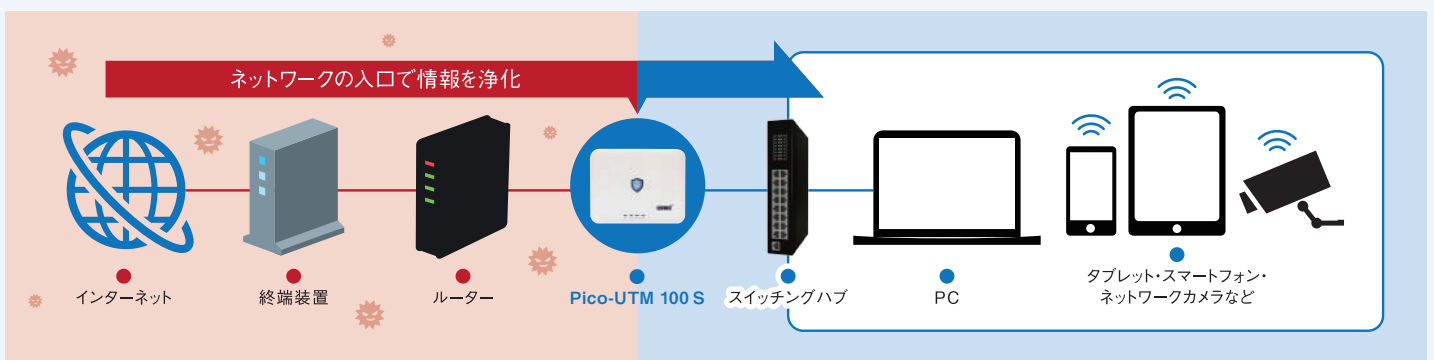 ネットワークの入口で情報を浄化
インターネット
終端装置
ルーター
Pico-UTM 100 S
スイッチングハブ
PC
タブレット・スマートフォン・
ネットワークカメラなど